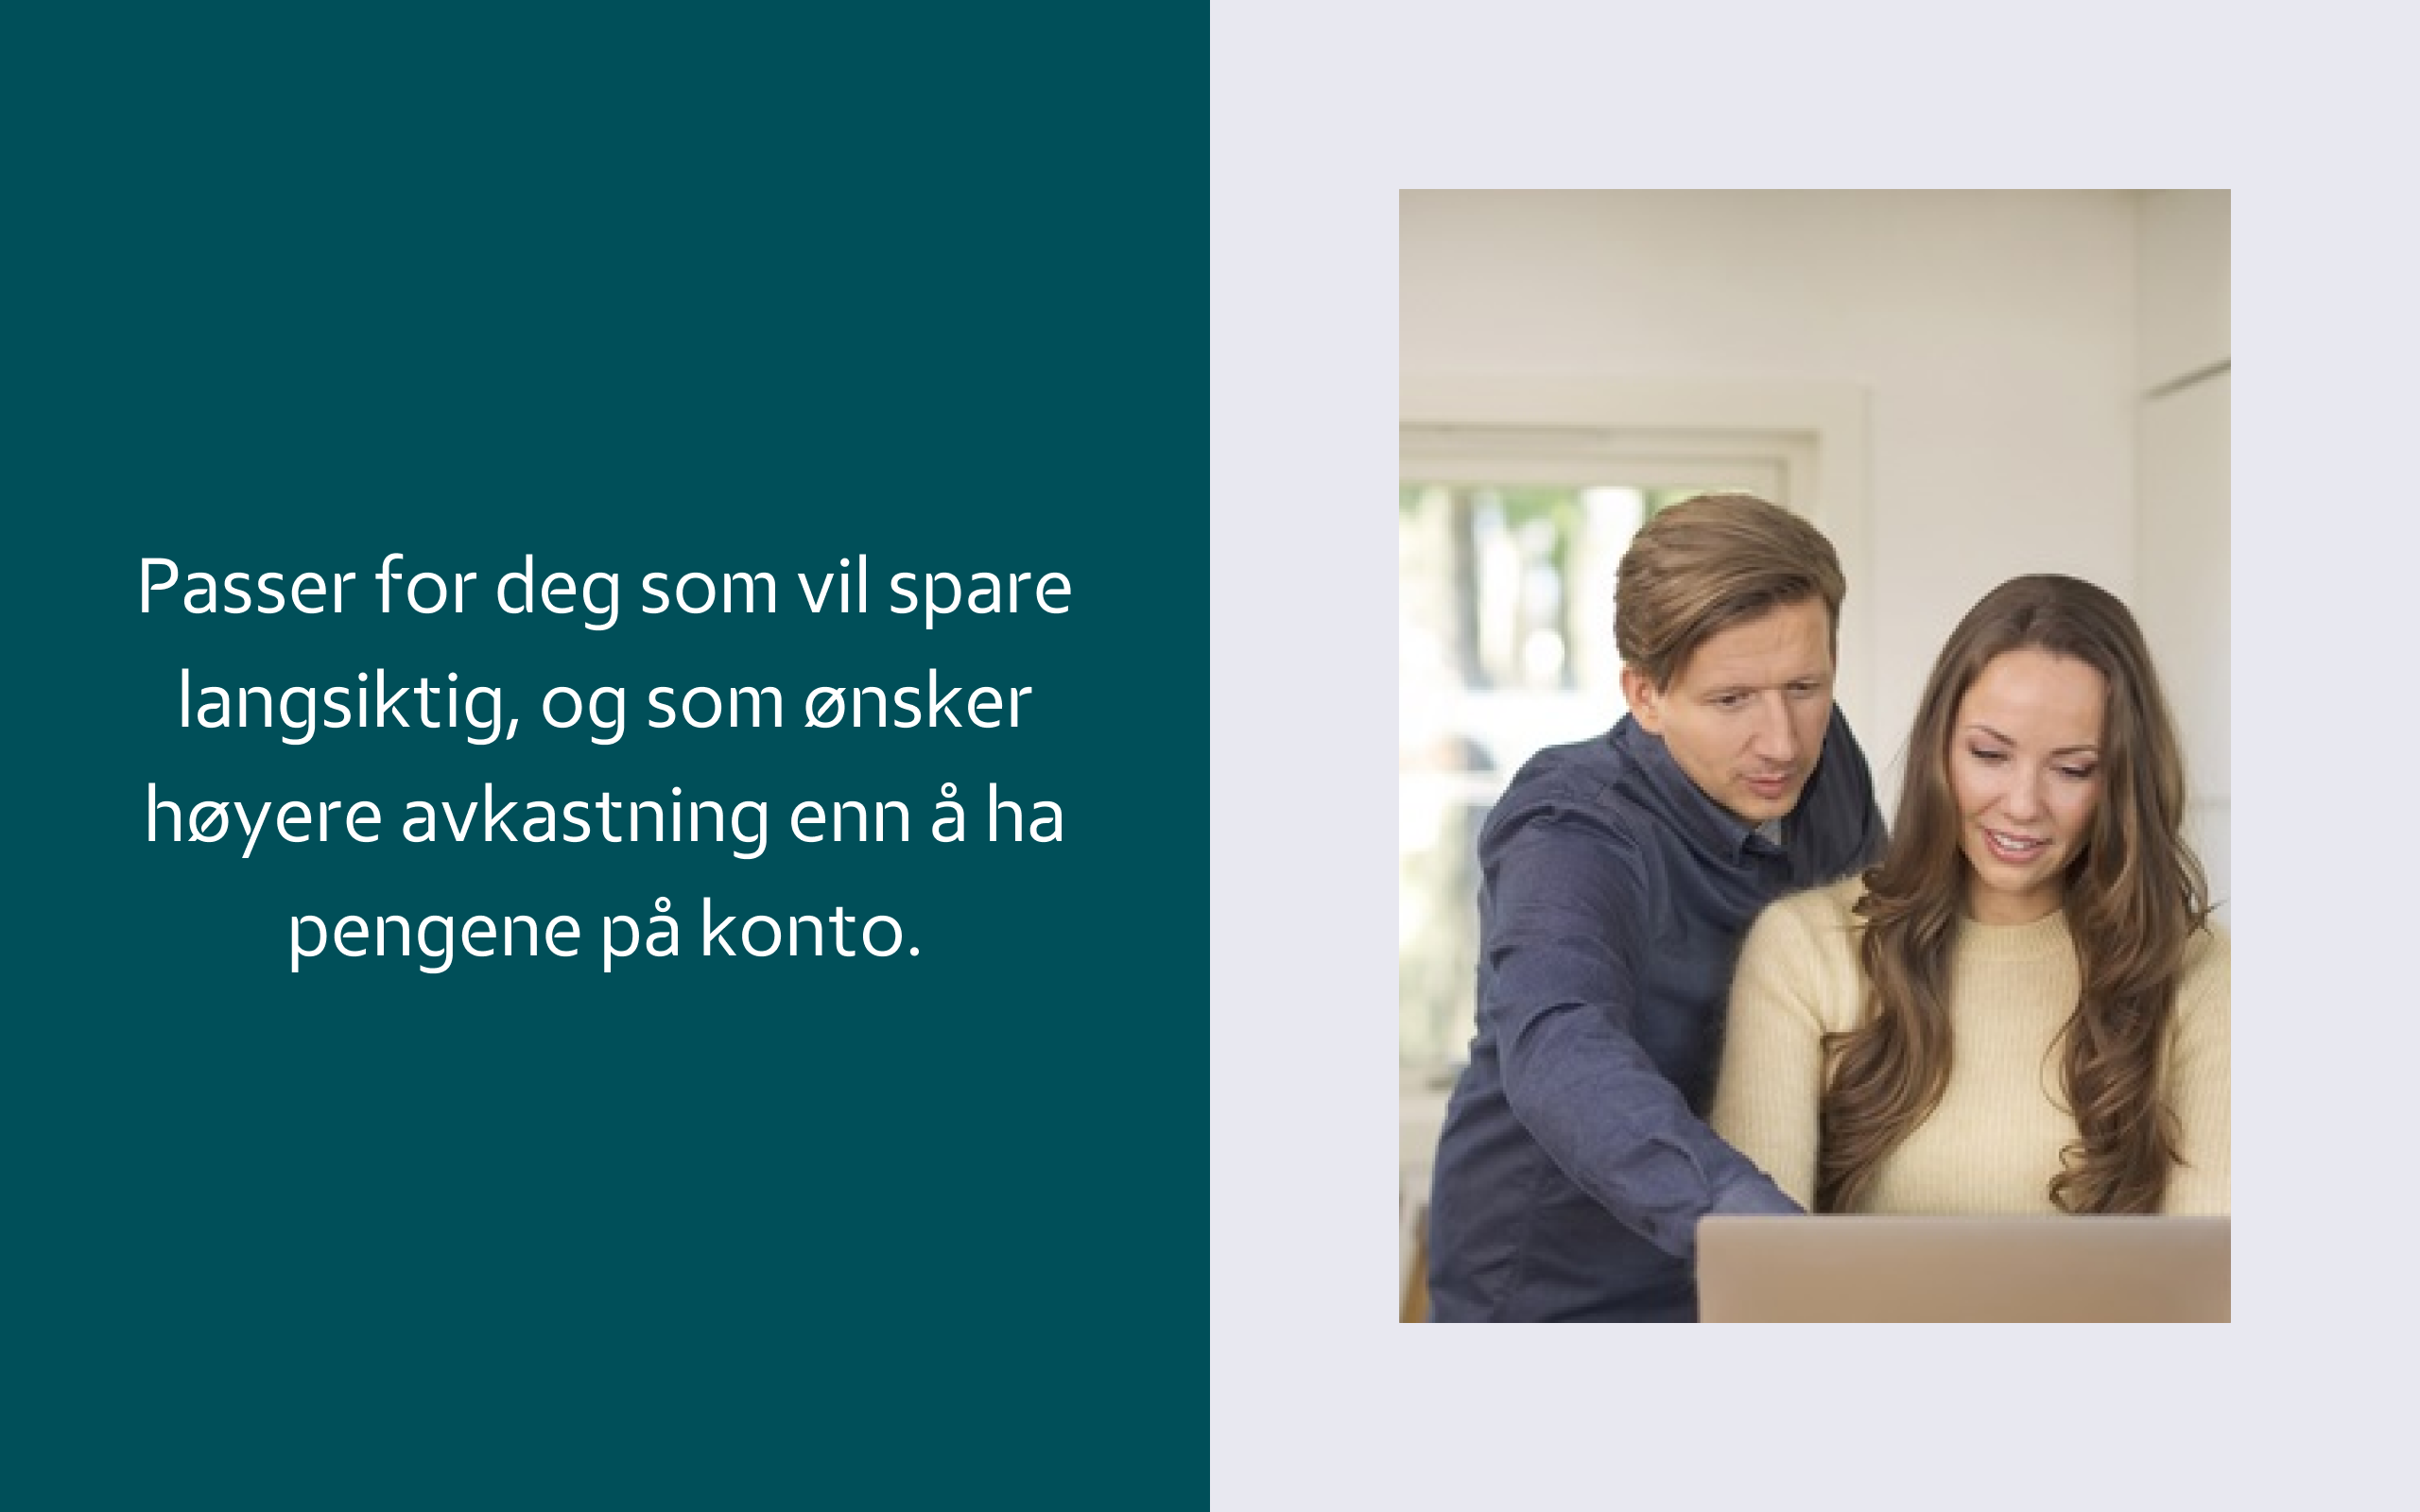 Passer for deg som vil spare
langsiktig, og som ønsker
høyere avkastning enn å ha
pengene på konto.